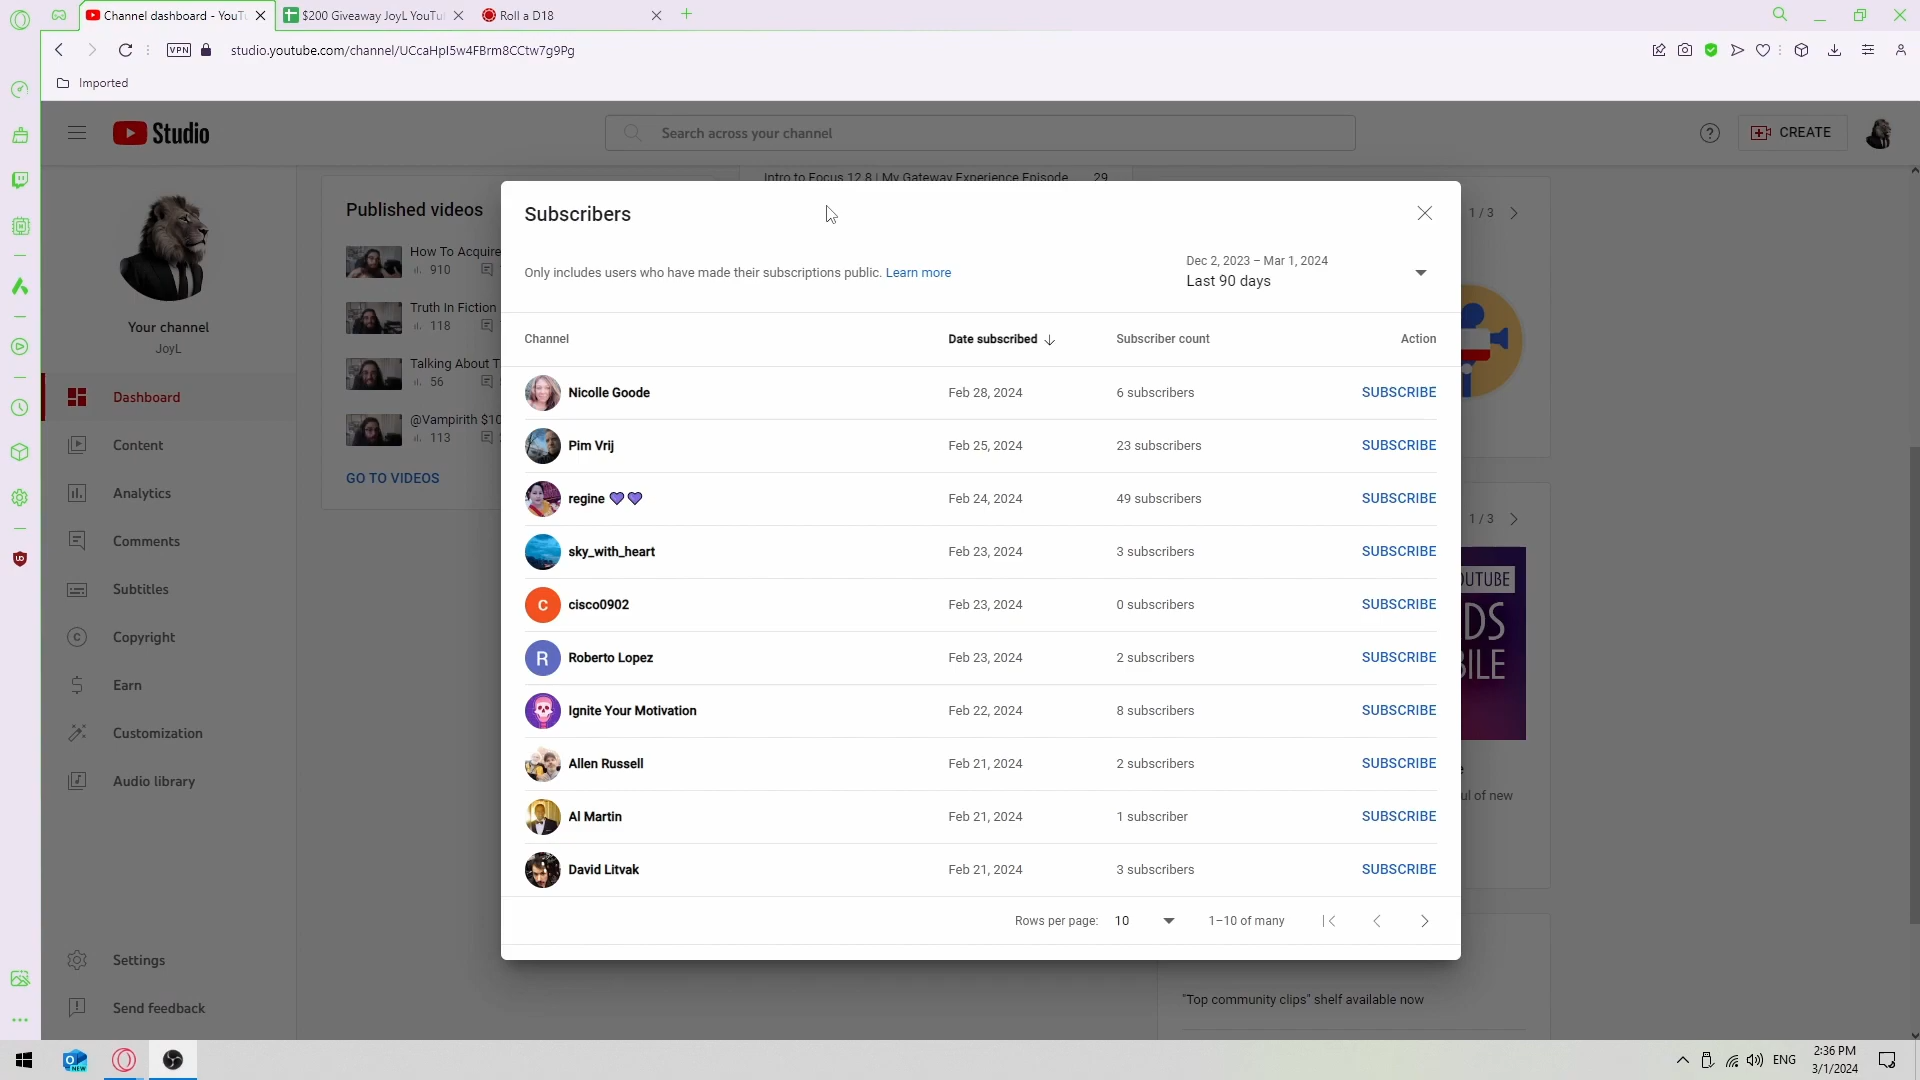 Channel dashboard - YouTu
$200 Giveaway JoyL YouTu
Roll a D18
VPN
studio.youtube.com/channel/UCcaHpI5w4FBrm8CCtw7g9Pg
Imported
Studio
Search across your channel
CREATE
Intro to Focus 12.8 | My Gateway Experience Episode
29
Published videos
How To Acquire
910
Truth In Fiction
118
Talking About T
56
@Vampirith $10
113
GO TO VIDEOS
Your channel
JoyL
Dashboard
Content
Analytics
Comments
Subtitles
Copyright
Earn
Customization
Audio library
Settings
Send feedback
Subscribers
Only includes users who have made their subscriptions public. Learn more
Dec 2, 2023 – Mar 1, 2024
Last 90 days
Channel
Date subscribed
Subscriber count
Action
Nicolle Goode
Feb 28, 2024
6 subscribers
SUBSCRIBE
Pim Vrij
Feb 25, 2024
23 subscribers
SUBSCRIBE
regine 💜💜
Feb 24, 2024
49 subscribers
SUBSCRIBE
sky_with_heart
Feb 23, 2024
3 subscribers
SUBSCRIBE
C
cisco0902
Feb 23, 2024
0 subscribers
SUBSCRIBE
R
Roberto Lopez
Feb 23, 2024
2 subscribers
SUBSCRIBE
Ignite Your Motivation
Feb 22, 2024
8 subscribers
SUBSCRIBE
Allen Russell
Feb 21, 2024
2 subscribers
SUBSCRIBE
Al Martin
Feb 21, 2024
1 subscriber
SUBSCRIBE
David Litvak
Feb 21, 2024
3 subscribers
SUBSCRIBE
Rows per page: 10
1–10 of many
1 / 3
1 / 3
OUTUBE
DS
BILE
ul of new
"Top community clips" shelf available now
NEW
ENG
2:36 PM
3/1/2024